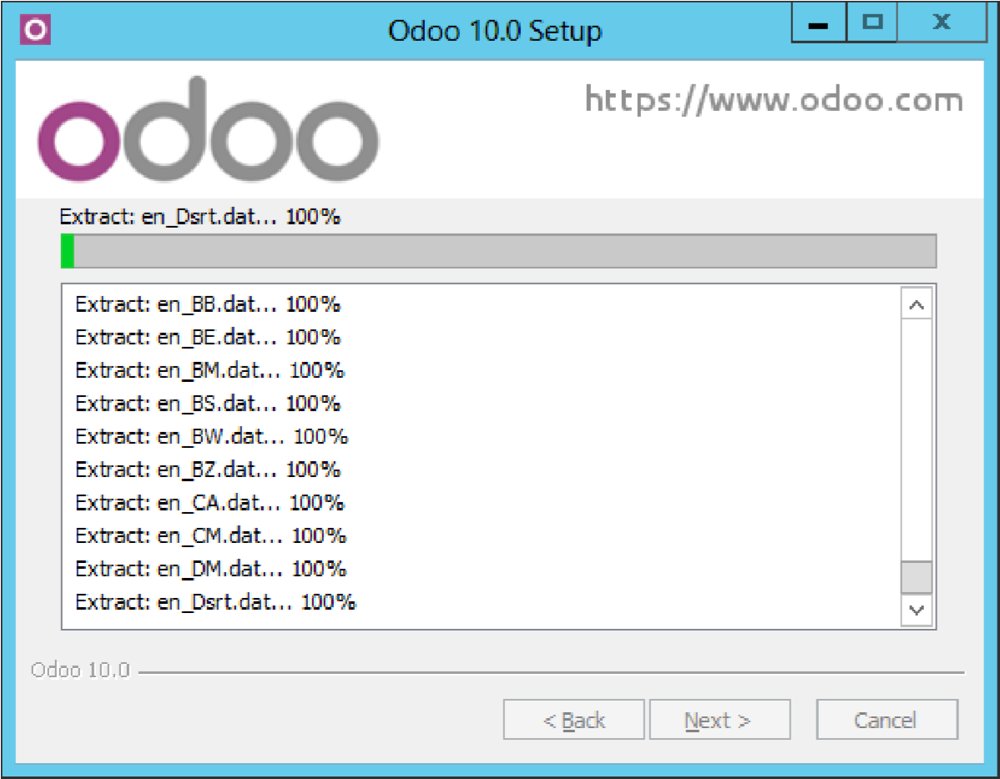 Odoo 10.0 Setup
odoo
https://www.odoo.com
Extract: en_Dsrt.dat... 100%
Extract: en_BB.dat... 100%
Extract: en_BE.dat... 100%
Extract: en_BM.dat... 100%
Extract: en_BS.dat... 100%
Extract: en_BW.dat... 100%
Extract: en_BZ.dat... 100%
Extract: en_CA.dat... 100%
Extract: en_CM.dat... 100%
Extract: en_DM.dat... 100%
Extract: en_Dsrt.dat... 100%
Odoo 10.0
< Back
Next >
Cancel